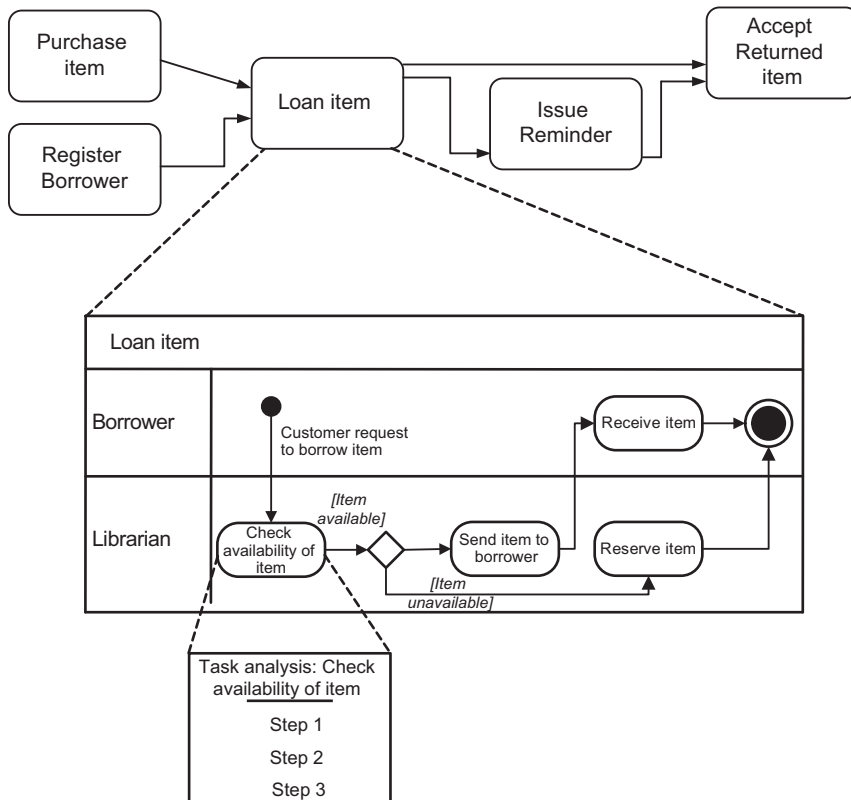 Purchase
item
Loan item
Accept
Returned
item
Issue
Reminder
Register
Borrower
Loan item
Borrower
Customer request
to borrow item
Receive item
Librarian
Check
availability of
item
[Item
available]
Send item to
borrower
Reserve item
[Item
unavailable]
Task analysis: Check
availability of item
Step 1
Step 2
Step 3